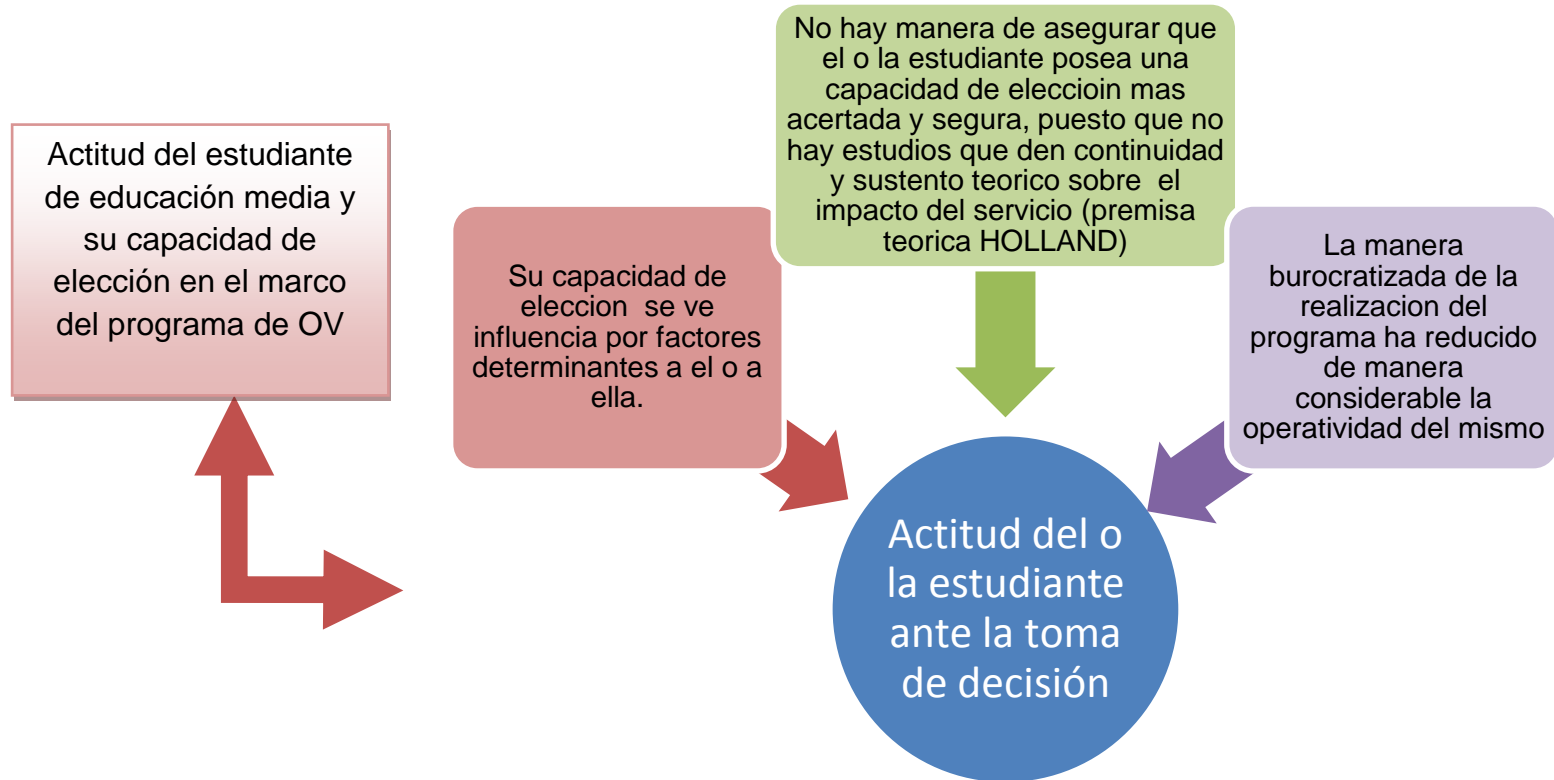 Actitud del estudiante
de educación media y
su capacidad de
elección en el marco
del programa de OV
Su capacidad de
eleccion se ve
influencia por factores
determinantes a el o a
ella.
No hay manera de asegurar que
el o la estudiante posea una
capacidad de eleccioin mas
acertada y segura, puesto que no
hay estudios que den continuidad
y sustento teorico sobre el
impacto del servicio (premisa
teorica HOLLAND)
La manera
burocratizada de la
realizacion del
programa ha reducido
de manera
considerable la
operatividad del mismo
Actitud del o
la estudiante
ante la toma
de decisión